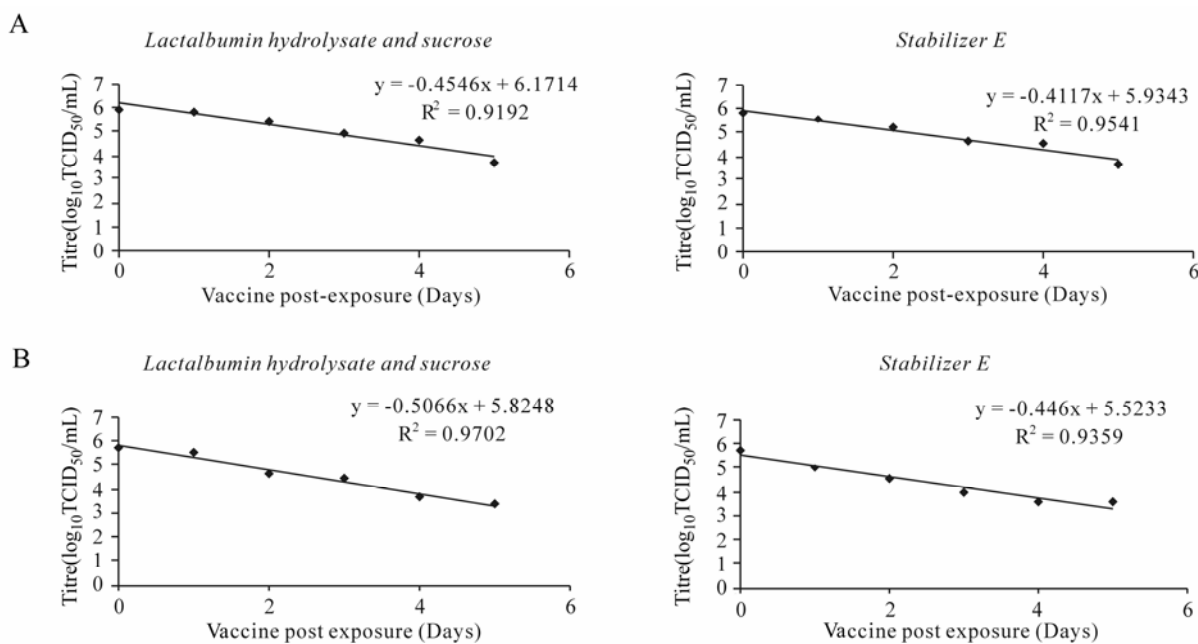 A
Lactalbumin hydrolysate and sucrose
y = -0.4546x + 6.1714
R² = 0.9192
Titre(log₁₀TCID₅₀/mL)
7
6
5
4
3
2
1
0
0 2 4 6
Vaccine post-exposure (Days)
Stabilizer E
y = -0.4117x + 5.9343
R² = 0.9541
Titre(log₁₀TCID₅₀/mL)
7
6
5
4
3
2
1
0
0 2 4 6
Vaccine post-exposure (Days)
B
Lactalbumin hydrolysate and sucrose
y = -0.5066x + 5.8248
R² = 0.9702
Titre(log₁₀TCID₅₀/mL)
7
6
5
4
3
2
1
0
0 2 4 6
Vaccine post exposure (Days)
Stabilizer E
y = -0.446x + 5.5233
R² = 0.9359
Titre(log₁₀TCID₅₀/mL)
7
6
5
4
3
2
1
0
0 2 4 6
Vaccine post exposure (Days)